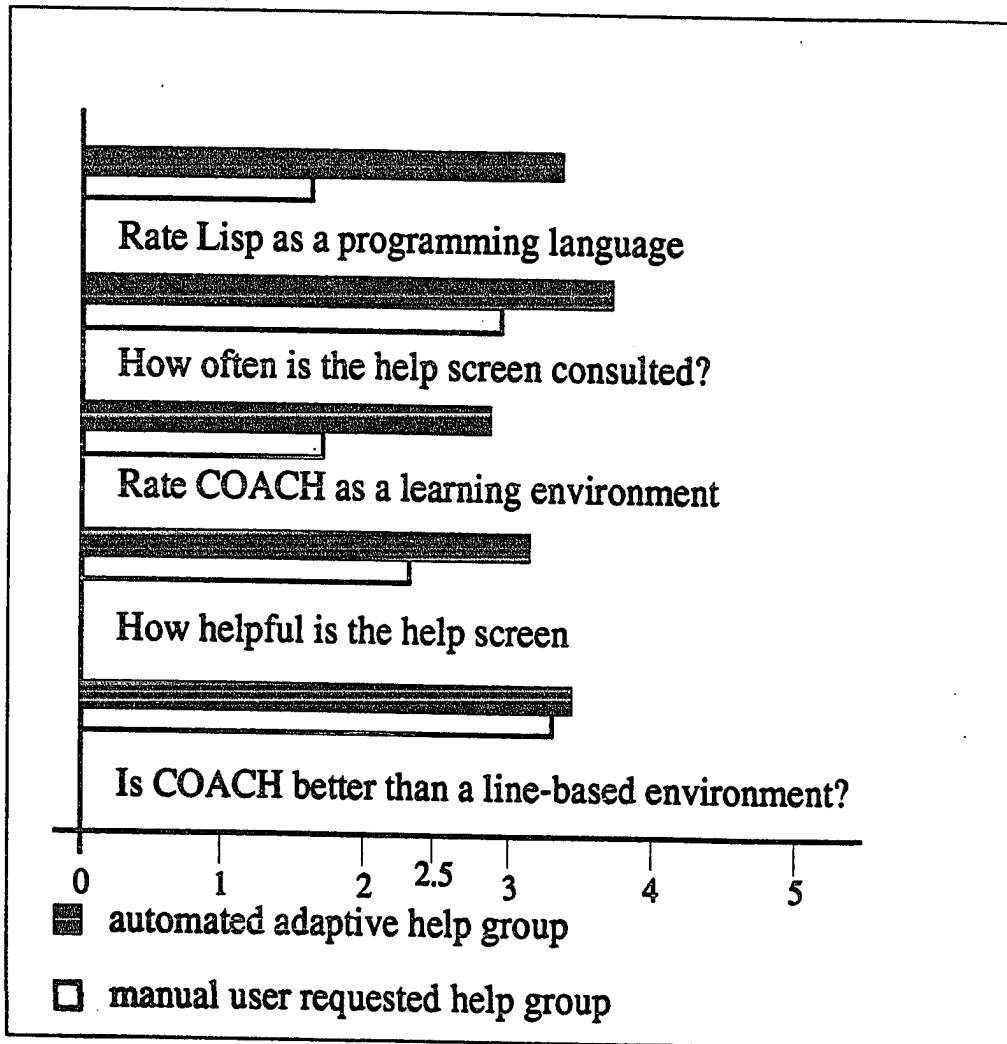 Rate Lisp as a programming language
How often is the help screen consulted?
Rate COACH as a learning environment
How helpful is the help screen
Is COACH better than a line-based environment?
0 1 2 2.5 3 4 5
automated adaptive help group
manual user requested help group